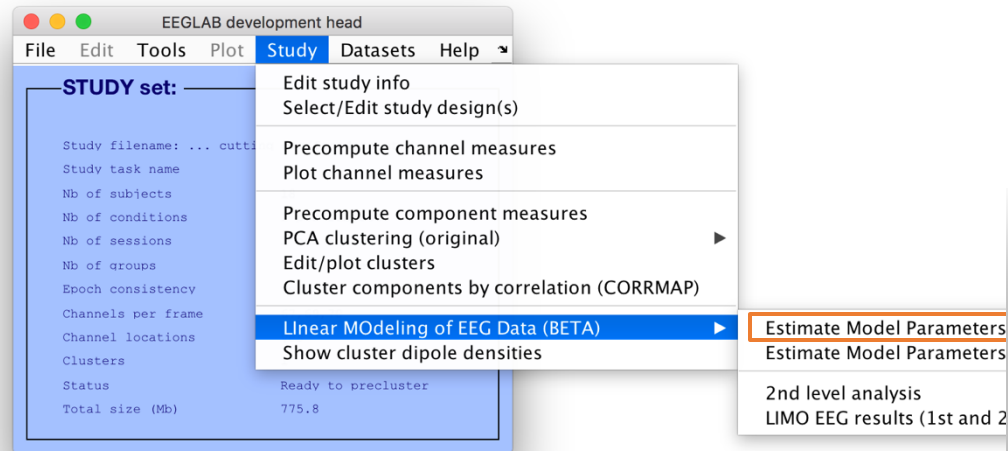 EEGLAB development head
File Edit Tools Plot Study Datasets Help
STUDY set:
Edit study info
Select/Edit study design(s)
Study filename: ... cutti
Precompute channel measures
Study task name
Plot channel measures
Nb of subjects
Nb of conditions
Precompute component measures
Nb of sessions
PCA clustering (original)
Nb of groups
Edit/plot clusters
Epoch consistency
Cluster components by correlation (CORRMAP)
Channels per frame
LInear MOdeling of EEG Data (BETA)
Estimate Model Parameters
Channel locations
Show cluster dipole densities
Estimate Model Parameters
Clusters
Status Ready to precluster
2nd level analysis
Total size (Mb) 775.8
LIMO EEG results (1st and 2